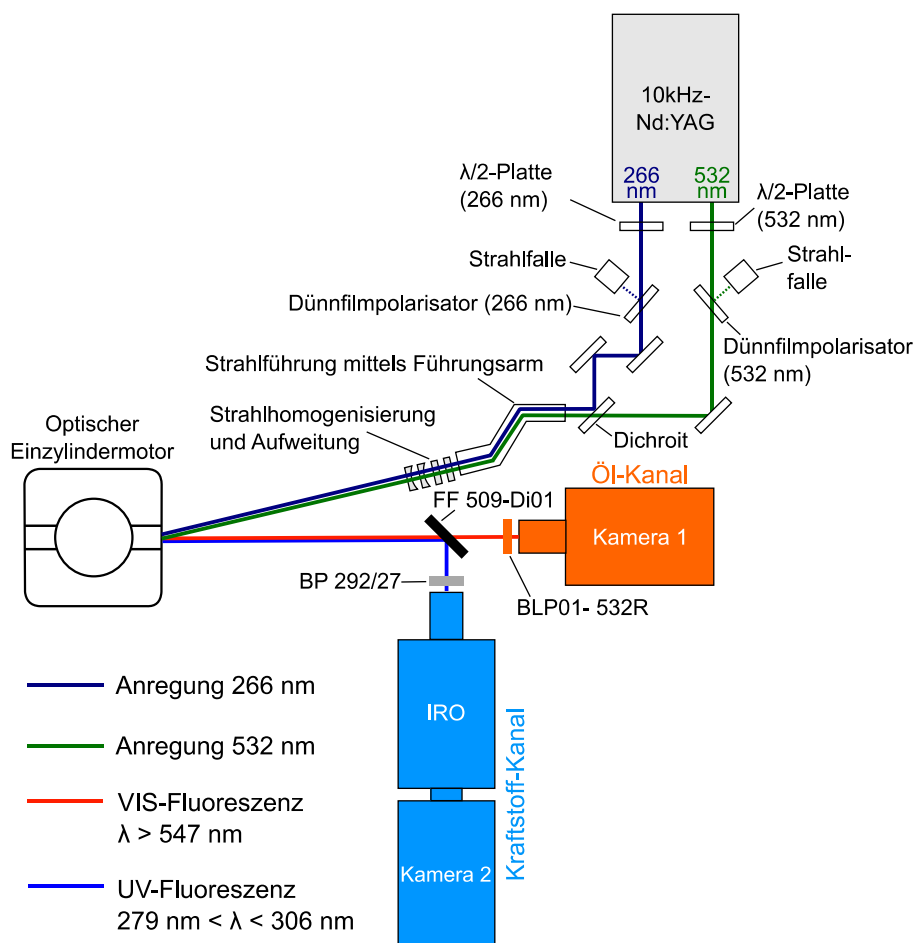 10kHz-
Nd:YAG
266
nm
532
nm
λ/2-Platte
(266 nm)
λ/2-Platte
(532 nm)
Strahlfalle
Strahl-
falle
Dünnfilmpolarisator (266 nm)
Dünnfilmpolarisator
(532 nm)
Strahlführung mittels Führungsarm
Strahlhomogenisierung
und Aufweitung
Dichroit
Optischer
Einzylindermotor
Öl-Kanal
FF 509-Di01
Kamera 1
BP 292/27
BLP01- 532R
IRO
Kraftstoff-Kanal
Kamera 2
Anregung 266 nm
Anregung 532 nm
VIS-Fluoreszenz
λ > 547 nm
UV-Fluoreszenz
279 nm < λ < 306 nm